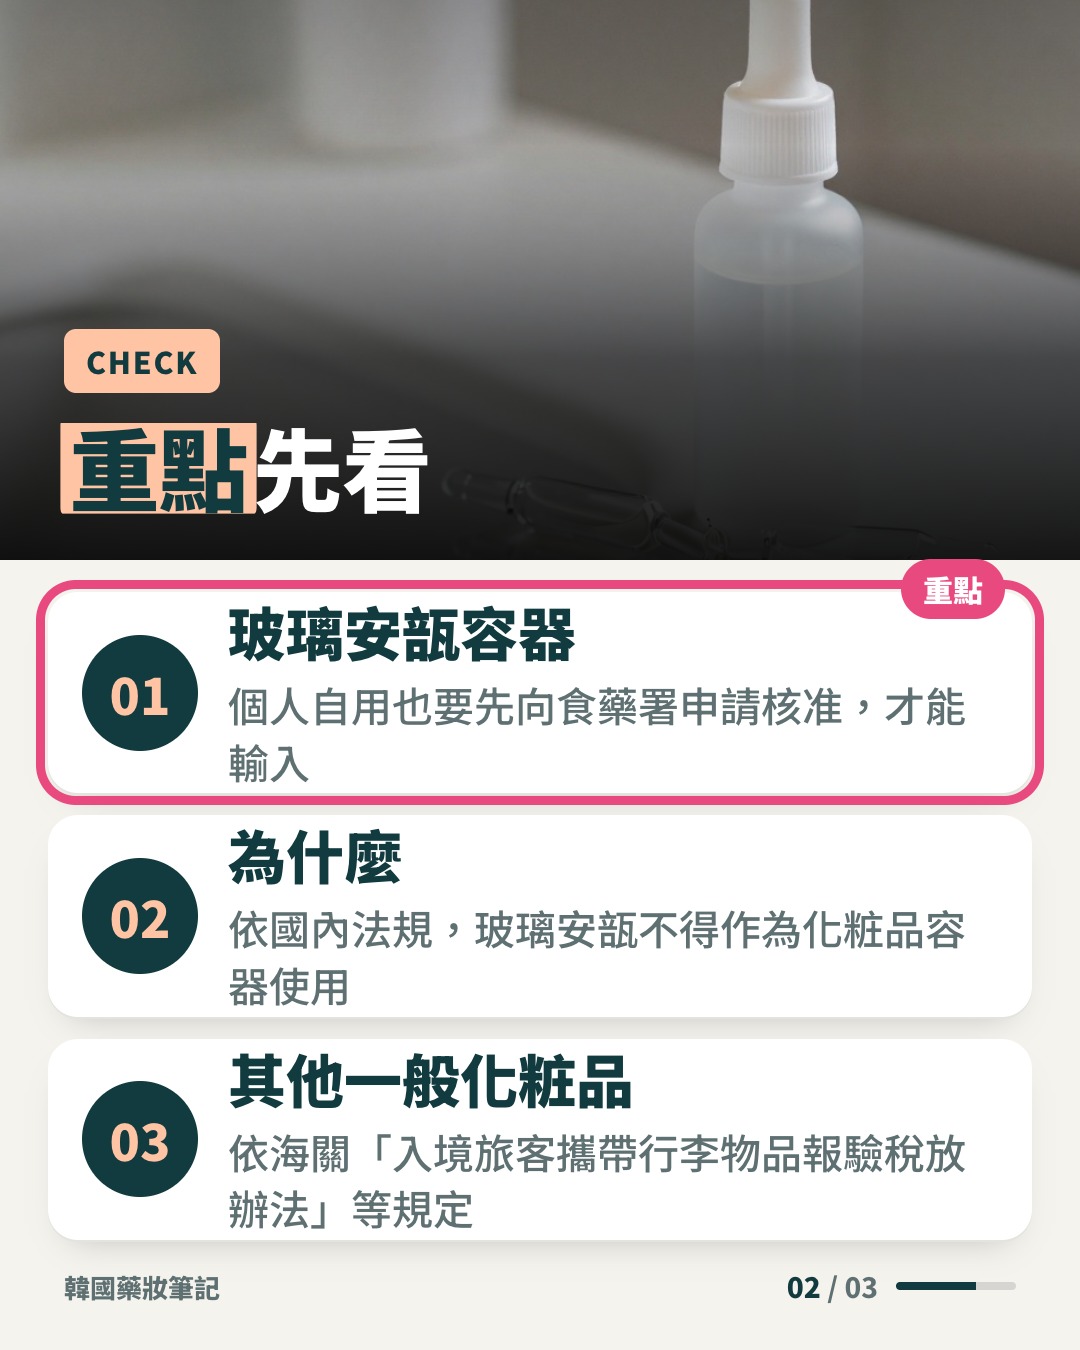 CHECK
重點先看
重點
01
玻璃安瓿容器
個人自用也要先向食藥署申請核准，才能
輸入
02
為什麼
依國內法規，玻璃安瓿不得作為化粧品容
器使用
03
其他一般化粧品
依海關「入境旅客攜帶行李物品報驗稅放
辦法」等規定
韓國藥妝筆記
02 / 03